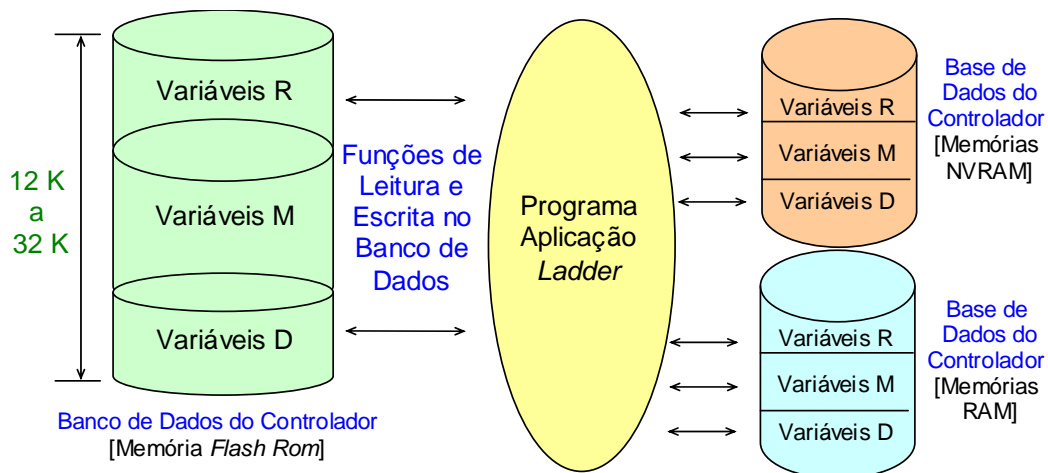 12 K
a
32 K
Variáveis R
Variáveis M
Variáveis D
Banco de Dados do Controlador
[Memória Flash Rom]
Funções de
Leitura e
Escrita no
Banco de
Dados
Programa
Aplicação
Ladder
Variáveis R
Variáveis M
Variáveis D
Base de
Dados do
Controlador
[Memórias
NVRAM]
Variáveis R
Variáveis M
Variáveis D
Base de
Dados do
Controlador
[Memórias
RAM]